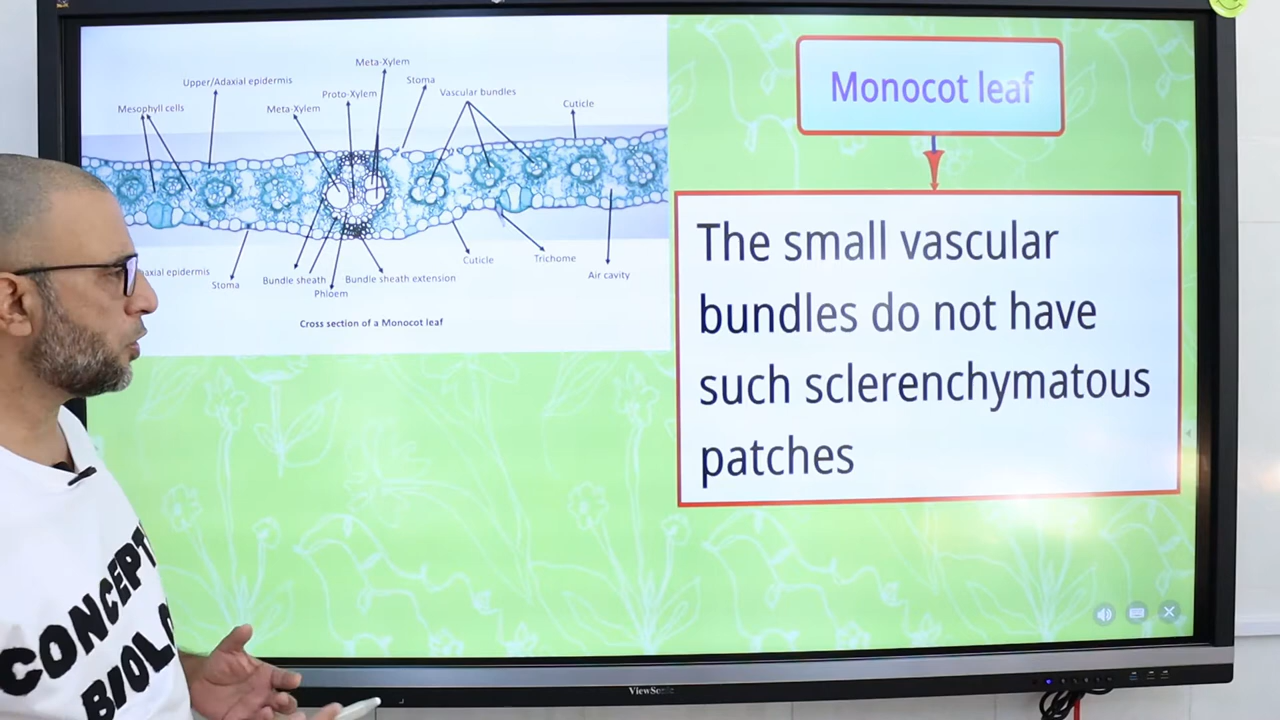 Meta-Xylem
Upper/Adaxial epidermis
Stoma
Proto-Xylem
Vascular bundles
Mesophyll cells
Meta-Xylem
Cuticle
epidermis
Stoma
Bundle sheath
Bundle sheath extension
Phloem
Cuticle
Trichome
Air cavity
Cross section of a Monocot leaf
Monocot leaf
The small vascular
bundles do not have
such sclerenchymatous
patches
CONCEPT
BIOLO
ViewSonic